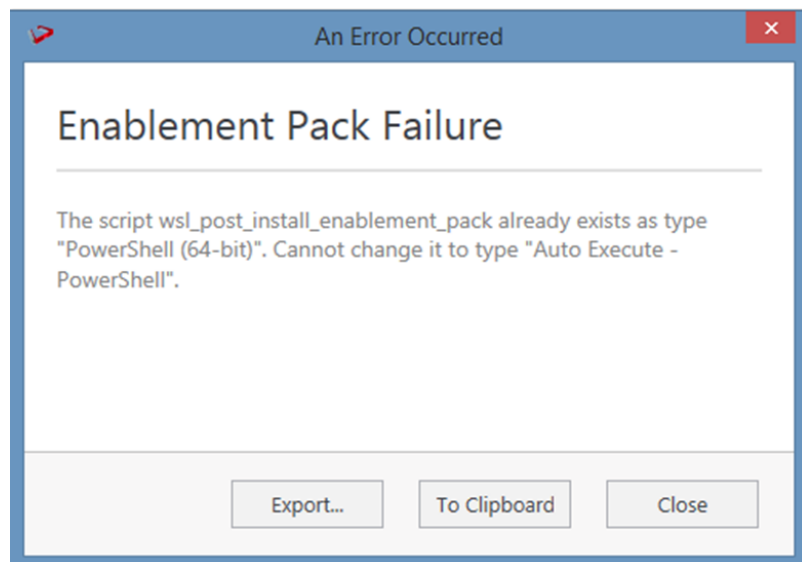 An Error Occurred
Enablement Pack Failure
The script wsl_post_install_enablement_pack already exists as type
"PowerShell (64-bit)". Cannot change it to type "Auto Execute -
PowerShell".
Export... To Clipboard Close